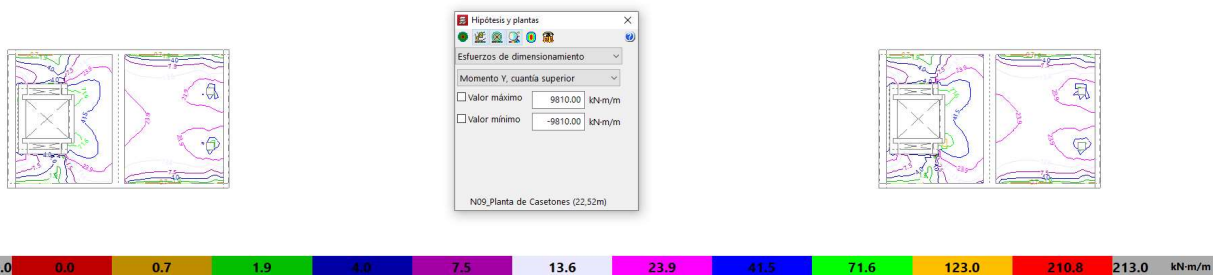 Hipótesis y plantas
Esfuerzos de dimensionamiento
Momento Y, cuantía superior
Valor máximo 9810.00 kN·m/m
Valor mínimo -9810.00 kN·m/m
N09_Planta de Casetones (22,52m)
.0 0.0 0.7 1.9 4.0 7.5 13.6 23.9 41.5 71.6 123.0 210.8 213.0 kN·m/m